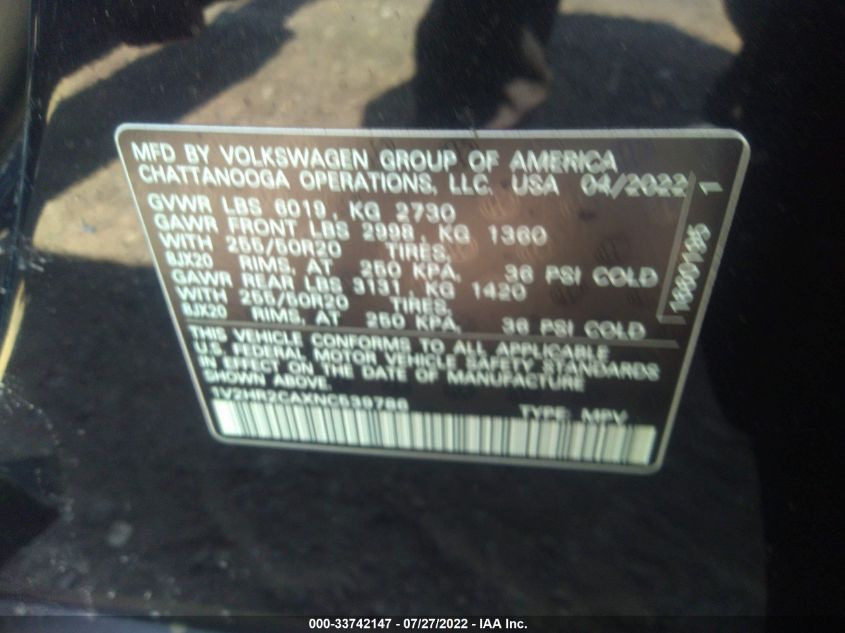 MFD BY VOLKSWAGEN GROUP OF AMERICA
CHATTANOOGA OPERATIONS, LLC. USA 04/2022 1
GVWR LBS 6019, KG 2730
GAWR FRONT LBS 2998, KG 1360
WITH 255/50R20 TIRES,
8JX20 RIMS, AT 250 KPA, 36 PSI COLD
GAWR REAR LBS 3131, KG 1420
WITH 255/50R20 TIRES,
8JX20 RIMS, AT 250 KPA, 36 PSI COLD
THIS VEHICLE CONFORMS TO ALL APPLICABLE
U.S. FEDERAL MOTOR VEHICLE SAFETY STANDARDS
IN EFFECT ON THE DATE OF MANUFACTURE
SHOWN ABOVE.
1V2HR2CAXNC539786 TYPE: MPV
000-33742147 - 07/27/2022 - IAA Inc.